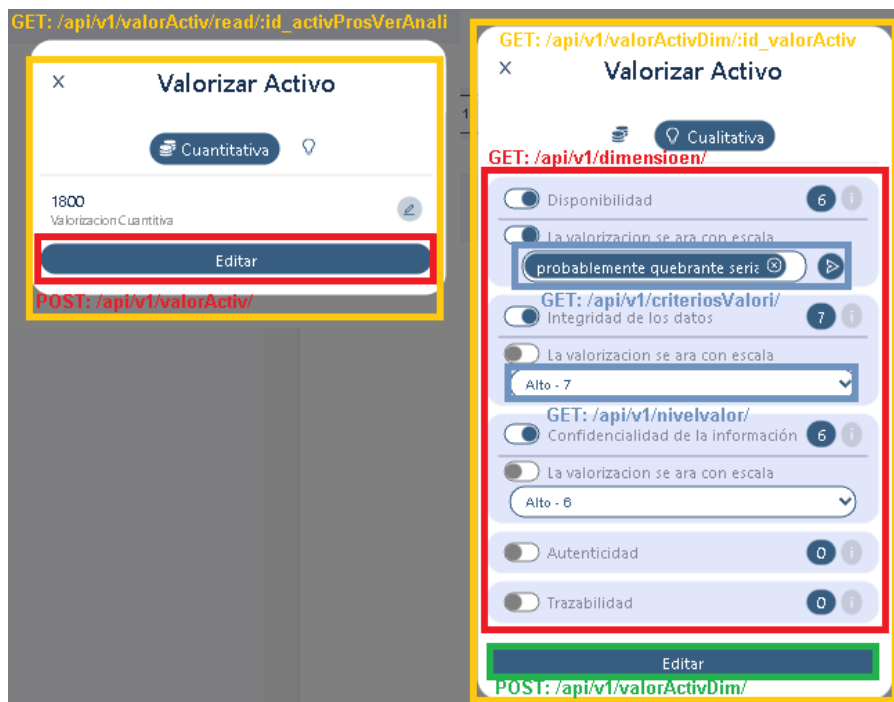 GET: /api/v1/valorActiv/read/:id_activProsVerAnali
Valorizar Activo
Cuantitativa
1800
Valorizacion Cuantitiva
Editar
POST: /api/v1/valorActiv/
GET: /api/v1/valorActivDim/:id_valorActiv
Valorizar Activo
1
Cualitativa
GET: /api/v1/dimensioen/
Disponibilidad 6 i
La valorizacion se ara con escala
probablemente quebrante seria
GET: /api/v1/criteriosValori/
Integridad de los datos 7 i
La valorizacion se ara con escala
Alto - 7
GET: /api/v1/nivelvalor/
Confidencialidad de la información 6 i
La valorizacion se ara con escala
Alto - 6
Autenticidad 0 i
Trazabilidad 0 i
Editar
POST: /api/v1/valorActivDim/